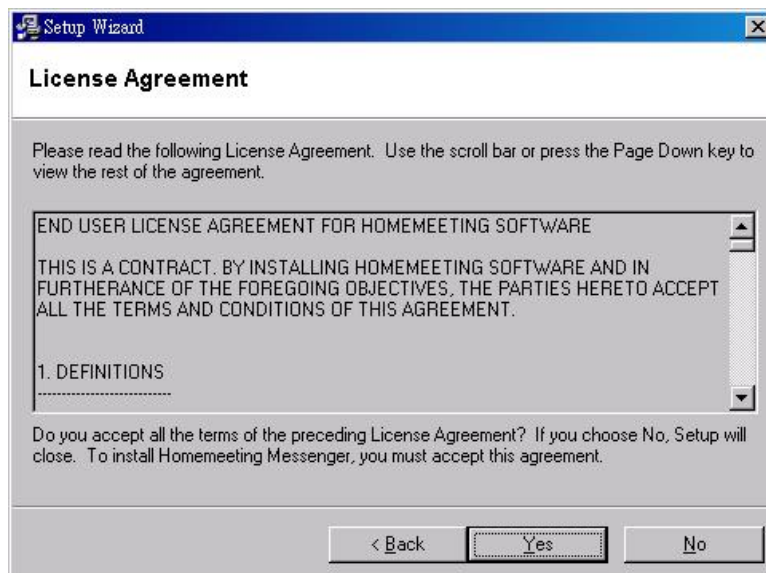 Setup Wizard
License Agreement
Please read the following License Agreement. Use the scroll bar or press the Page Down key to
view the rest of the agreement.
END USER LICENSE AGREEMENT FOR HOMEMEETING SOFTWARE
THIS IS A CONTRACT. BY INSTALLING HOMEMEETING SOFTWARE AND IN
FURTHERANCE OF THE FOREGOING OBJECTIVES, THE PARTIES HERETO ACCEPT
ALL THE TERMS AND CONDITIONS OF THIS AGREEMENT.
1. DEFINITIONS
----------------------------
Do you accept all the terms of the preceding License Agreement? If you choose No, Setup will
close. To install Homemeeting Messenger, you must accept this agreement.
< Back Yes No